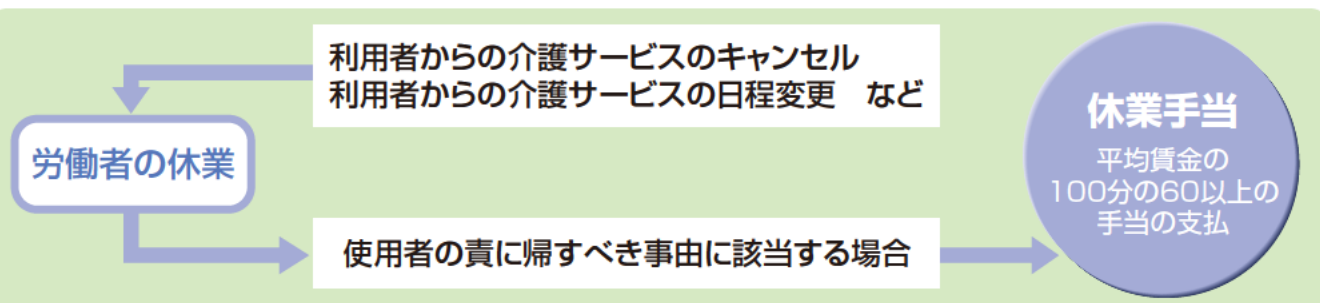 利用者からの介護サービスのキャンセル
利用者からの介護サービスの日程変更　など
労働者の休業
使用者の責に帰すべき事由に該当する場合
休業手当
平均賃金の
100分の60以上の
手当の支払